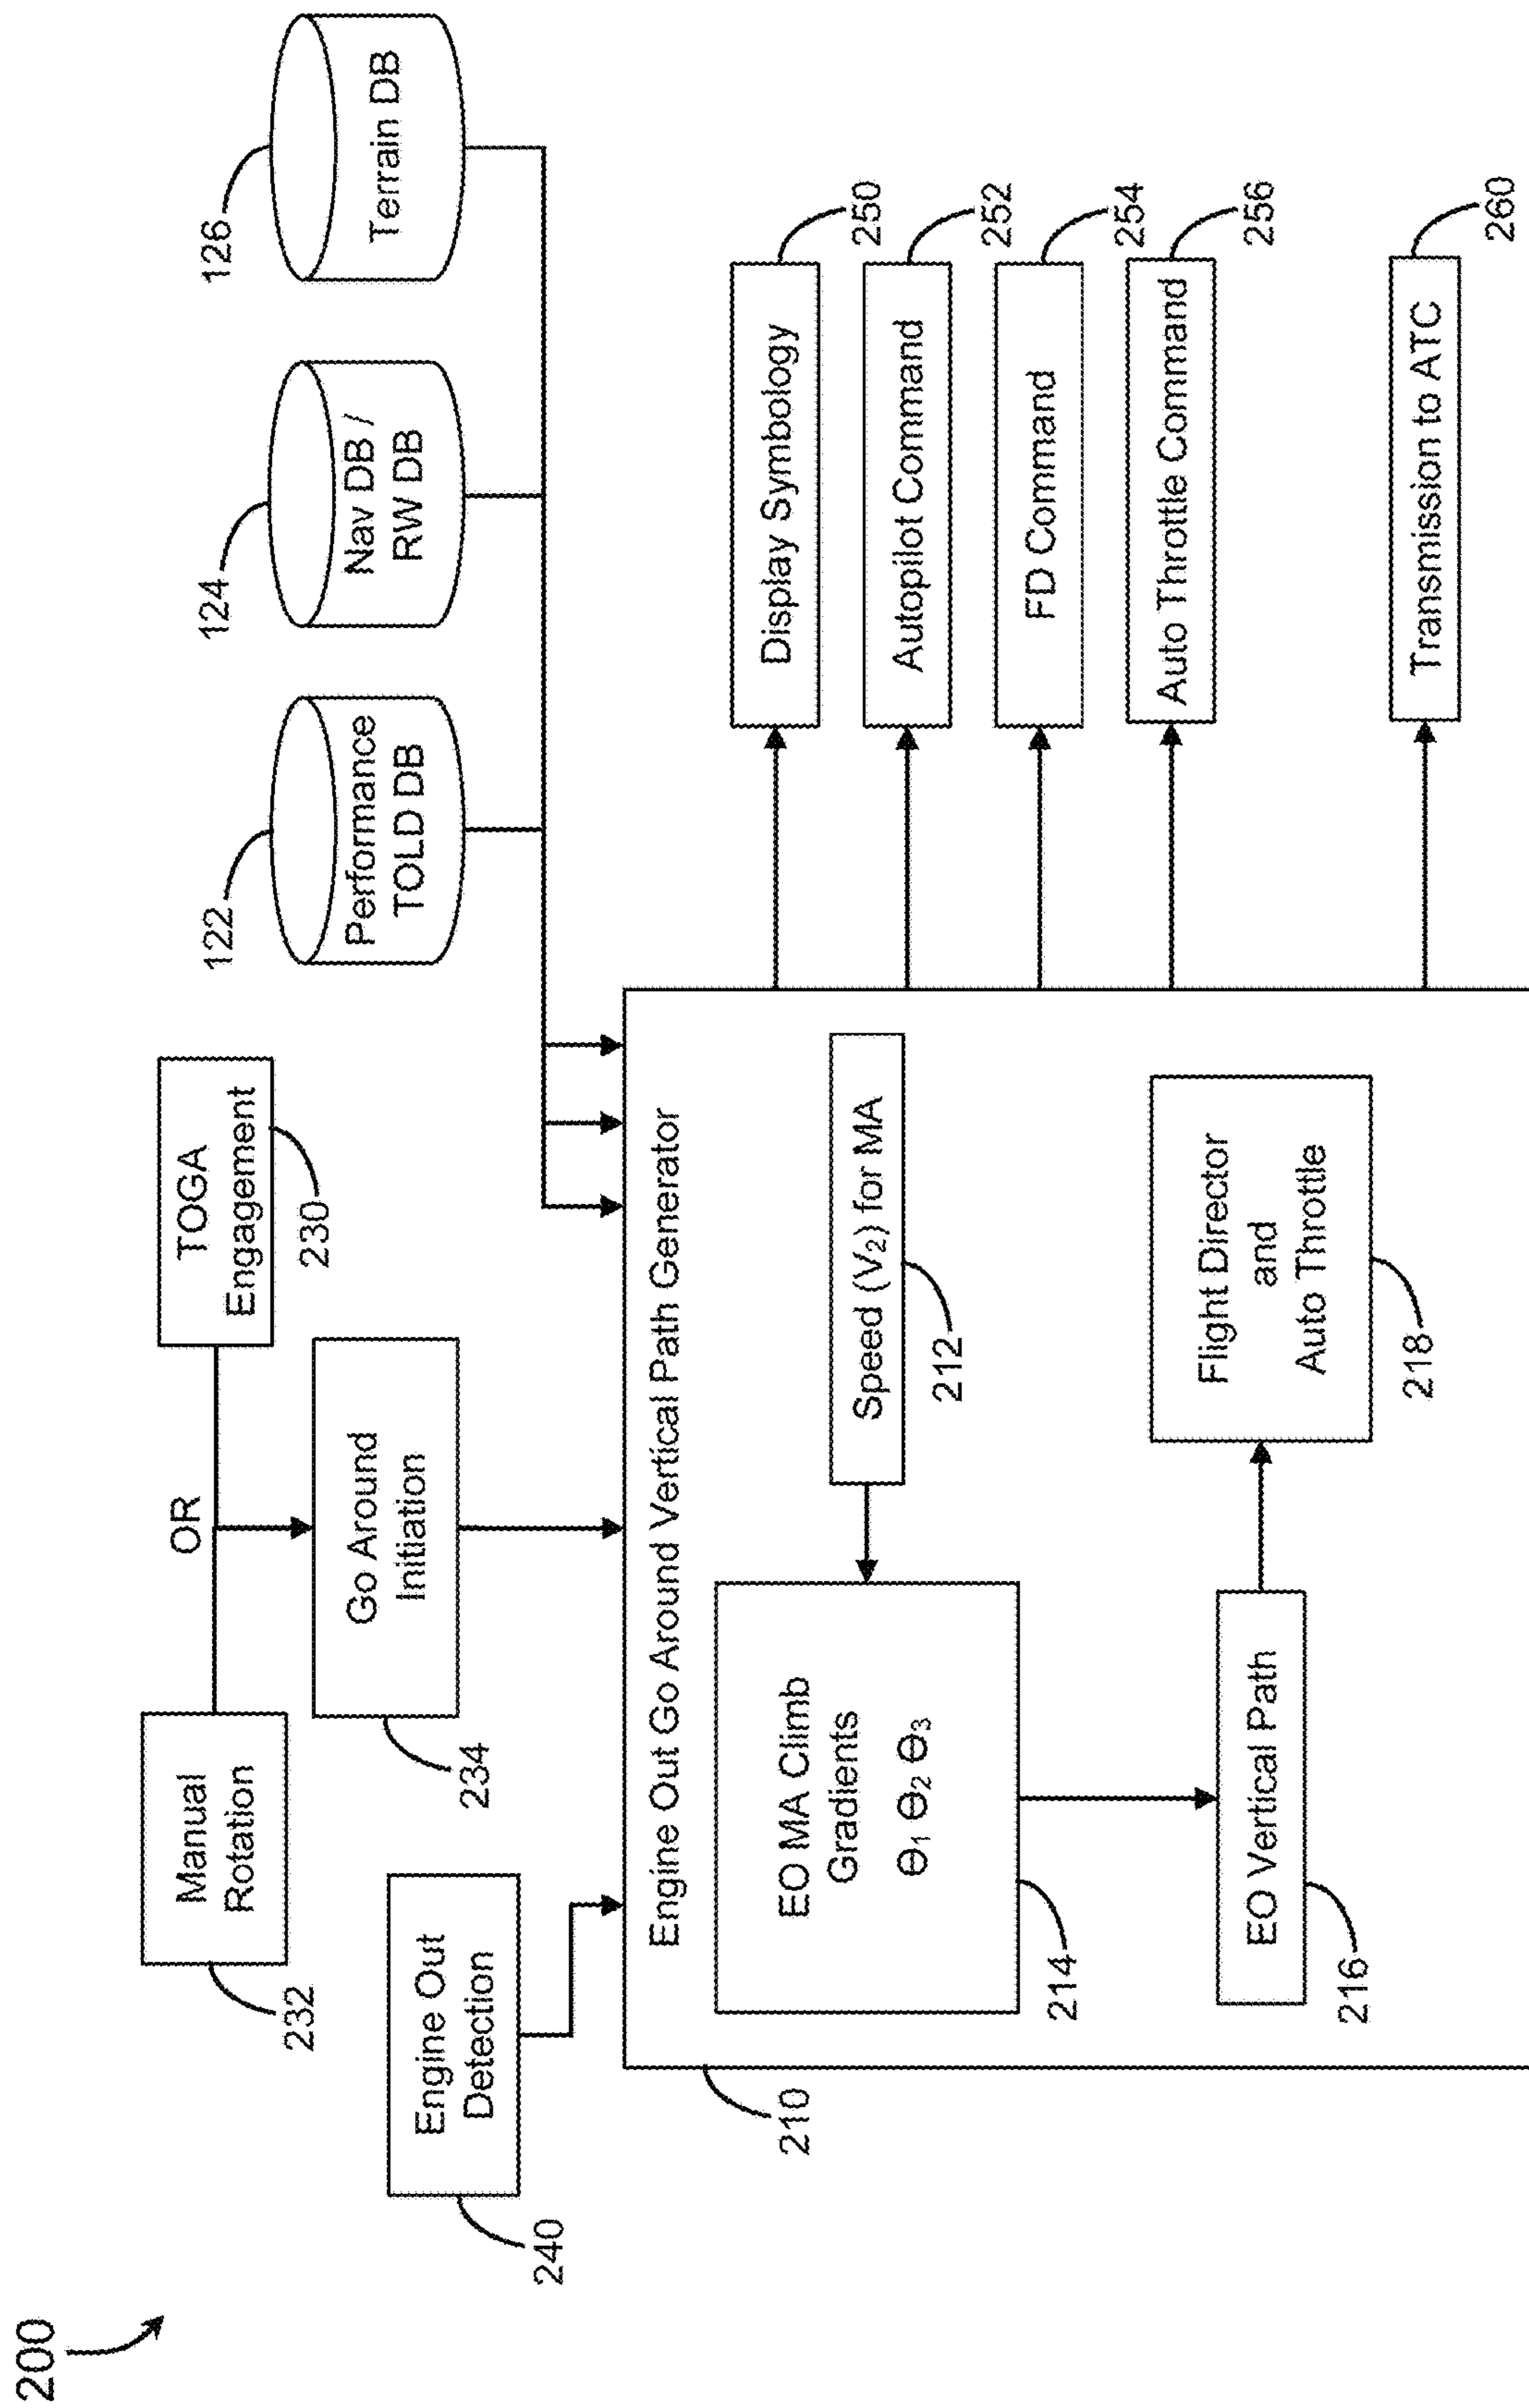 200
Manual
Rotation
232
OR
TOGA
Engagement
230
Go Around
Initiation
234
Engine Out
Detection
240
122
Performance
TOLD DB
124
Nav DB /
RW DB
126
Terrain DB
210
Engine Out Go Around Vertical Path Generator
EO MA Climb
Gradients
Θ₁ Θ₂ Θ₃
214
Speed (V₂) for MA
212
EO Vertical Path
216
Flight Director
and
Auto Throttle
218
Display Symbology
250
Autopilot Command
252
FD Command
254
Auto Throttle Command
256
Transmission to ATC
260